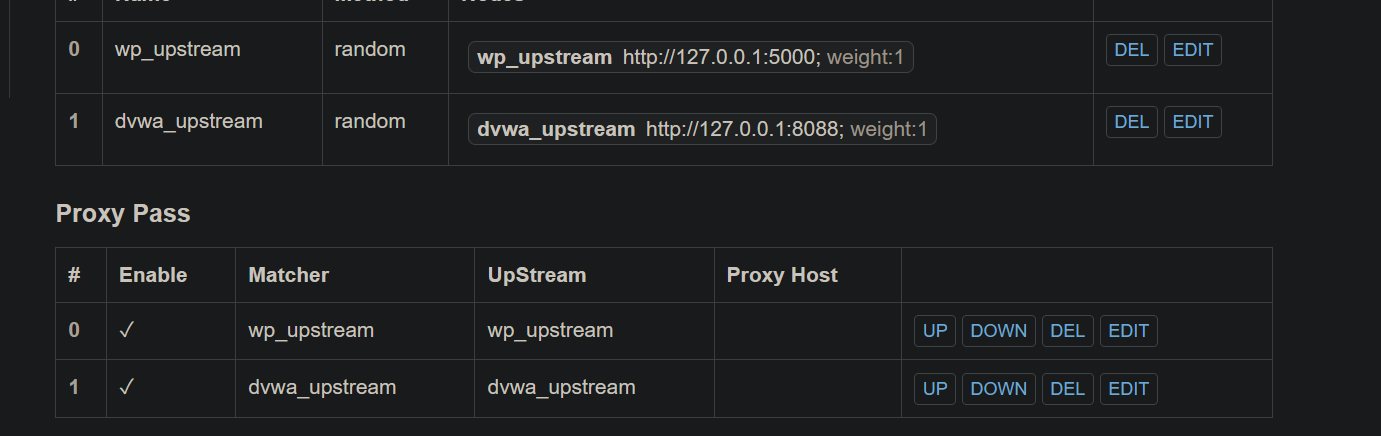 0 wp_upstream random wp_upstream http://127.0.0.1:5000; weight:1 DEL EDIT
1 dvwa_upstream random dvwa_upstream http://127.0.0.1:8088; weight:1 DEL EDIT
Proxy Pass
# Enable Matcher UpStream Proxy Host
0 ✓ wp_upstream wp_upstream UP DOWN DEL EDIT
1 ✓ dvwa_upstream dvwa_upstream UP DOWN DEL EDIT